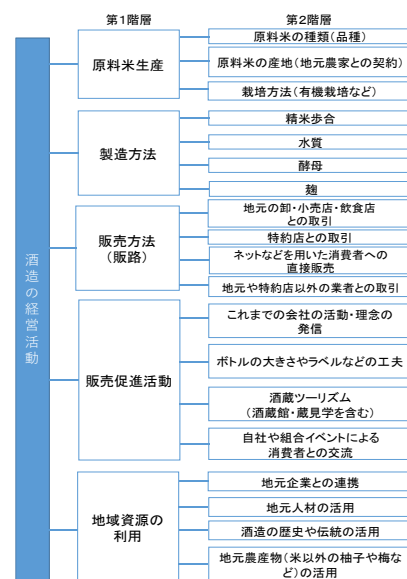 第1階層
第2階層
酒造の経営活動
原料米生産
原料米の種類(品種)
原料米の産地(地元農家との契約)
栽培方法(有機栽培など)
製造方法
精米歩合
水質
酵母
麹
販売方法
(販路)
地元の卸・小売店・飲食店
との取引
特約店との取引
ネットなどを用いた消費者への
直接販売
地元や特約店以外の業者との取引
販売促進活動
これまでの会社の活動・理念の
発信
ボトルの大きさやラベルなどの工夫
酒蔵ツーリズム
(酒蔵館・蔵見学を含む)
自社や組合イベントによる
消費者との交流
地域資源の
利用
地元企業との連携
地元人材の活用
酒造の歴史や伝統の活用
地元農産物(米以外の柚子や梅な
ど)の活用